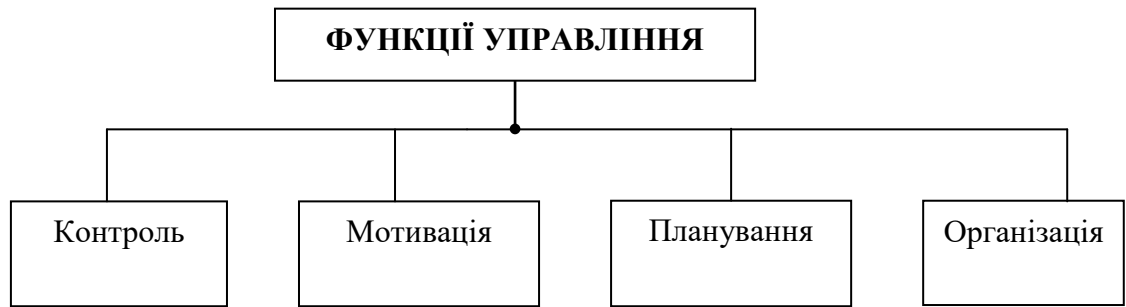 ФУНКЦІЇ УПРАВЛІННЯ
Контроль
Мотивація
Планування
Організація